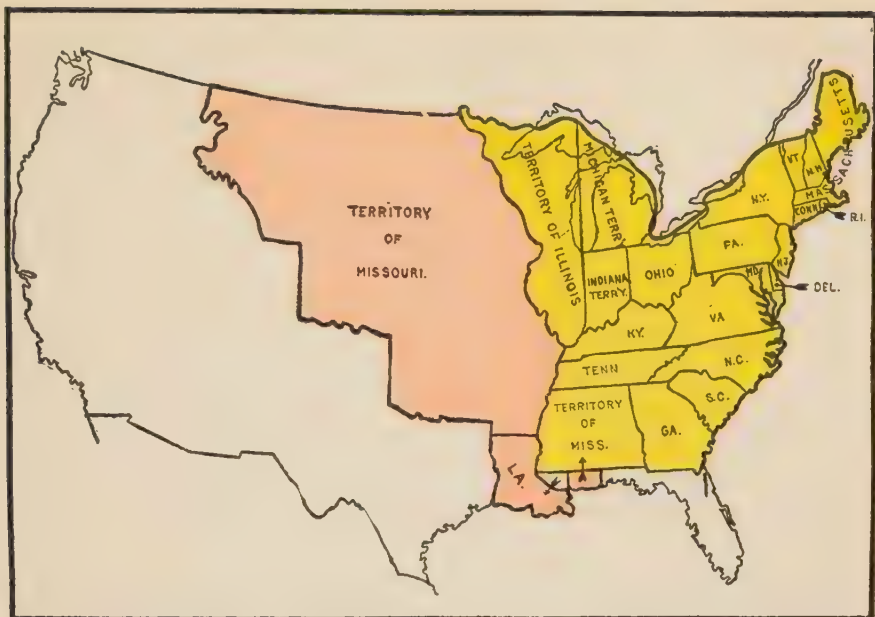 TERRITORY
OF
MISSOURI.
TERRITORY OF ILLINOIS
MICHIGAN TERR.
INDIANA
TERR'Y.
OHIO
KY.
TENN
TERRITORY
OF
MISS.
GA.
S.C.
N.C.
VA
MD.
DEL.
PA.
N.J.
N.Y.
VT.
N.H.
MASSACHUSETTS
CONN.
R.I.
LA.